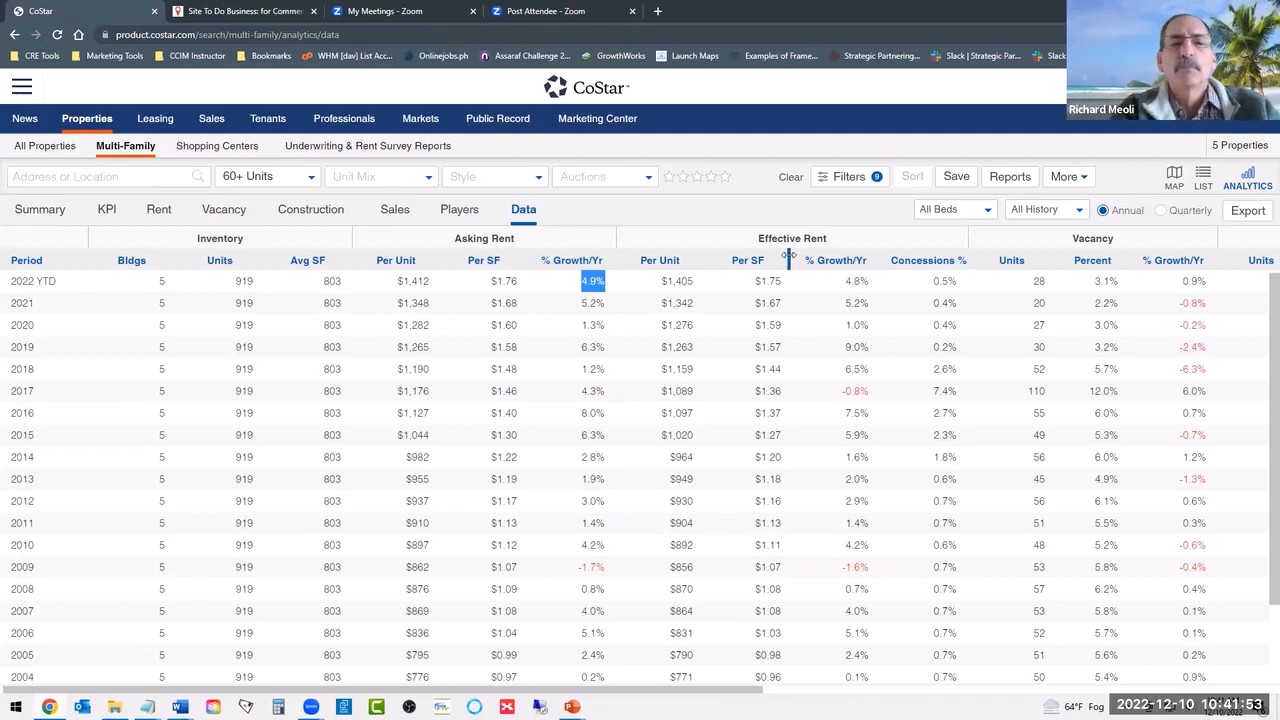 CoStar
Site To Do Business: for Commer
My Meetings - Zoom
Post Attendee - Zoom
product.costar.com/search/multi-family/analytics/data
CRE Tools Marketing Tools CCIM Instructor Bookmarks WHM [dev] List Acc... Onlinejobs.ph Assaraf Challenge 2... GrowthWorks Launch Maps Examples of Frame... Strategic Partnering... Slack | Strategic Par... Slack
Richard Meoli
CoStar™
News Properties Leasing Sales Tenants Professionals Markets Public Record Marketing Center
All Properties Multi-Family Shopping Centers Underwriting & Rent Survey Reports 5 Properties
Address or Location 60+ Units Unit Mix Style Auctions Clear Filters 9 Sort Save Reports More MAP LIST ANALYTICS
Summary KPI Rent Vacancy Construction Sales Players Data All Beds All History Annual Quarterly Export
Inventory Asking Rent Effective Rent Vacancy
Period Bldgs Units Avg SF Per Unit Per SF % Growth/Yr Per Unit Per SF % Growth/Yr Concessions % Units Percent % Growth/Yr Units
2022 YTD 5 919 803 $1,412 $1.76 4.9% $1,405 $1.75 4.8% 0.5% 28 3.1% 0.9%
2021 5 919 803 $1,348 $1.68 5.2% $1,342 $1.67 5.2% 0.4% 20 2.2% -0.8%
2020 5 919 803 $1,282 $1.60 1.3% $1,276 $1.59 1.0% 0.4% 27 3.0% -0.2%
2019 5 919 803 $1,265 $1.58 6.3% $1,263 $1.57 9.0% 0.2% 30 3.2% -2.4%
2018 5 919 803 $1,190 $1.48 1.2% $1,159 $1.44 6.5% 2.6% 52 5.7% -6.3%
2017 5 919 803 $1,176 $1.46 4.3% $1,089 $1.36 -0.8% 7.4% 110 12.0% 6.0%
2016 5 919 803 $1,127 $1.40 8.0% $1,097 $1.37 7.5% 2.7% 55 6.0% 0.7%
2015 5 919 803 $1,044 $1.30 6.3% $1,020 $1.27 5.9% 2.3% 49 5.3% -0.7%
2014 5 919 803 $982 $1.22 2.8% $964 $1.20 1.6% 1.8% 56 6.0% 1.2%
2013 5 919 803 $955 $1.19 1.9% $949 $1.18 2.0% 0.6% 45 4.9% -1.3%
2012 5 919 803 $937 $1.17 3.0% $930 $1.16 2.9% 0.7% 56 6.1% 0.6%
2011 5 919 803 $910 $1.13 1.4% $904 $1.13 1.4% 0.7% 51 5.5% 0.3%
2010 5 919 803 $897 $1.12 4.2% $892 $1.11 4.2% 0.6% 48 5.2% -0.6%
2009 5 919 803 $862 $1.07 -1.7% $856 $1.07 -1.6% 0.7% 53 5.8% -0.4%
2008 5 919 803 $876 $1.09 0.8% $870 $1.08 0.7% 0.7% 57 6.2% 0.4%
2007 5 919 803 $869 $1.08 4.0% $864 $1.08 4.0% 0.7% 53 5.8% 0.1%
2006 5 919 803 $836 $1.04 5.1% $831 $1.03 5.1% 0.7% 52 5.7% 0.1%
2005 5 919 803 $795 $0.99 2.4% $790 $0.98 2.4% 0.7% 51 5.6% 0.2%
2004 5 919 803 $776 $0.97 0.2% $771 $0.96 0.1% 0.7% 50 5.4% 0.9%
64°F Fog
2022-12-10 10:41:53